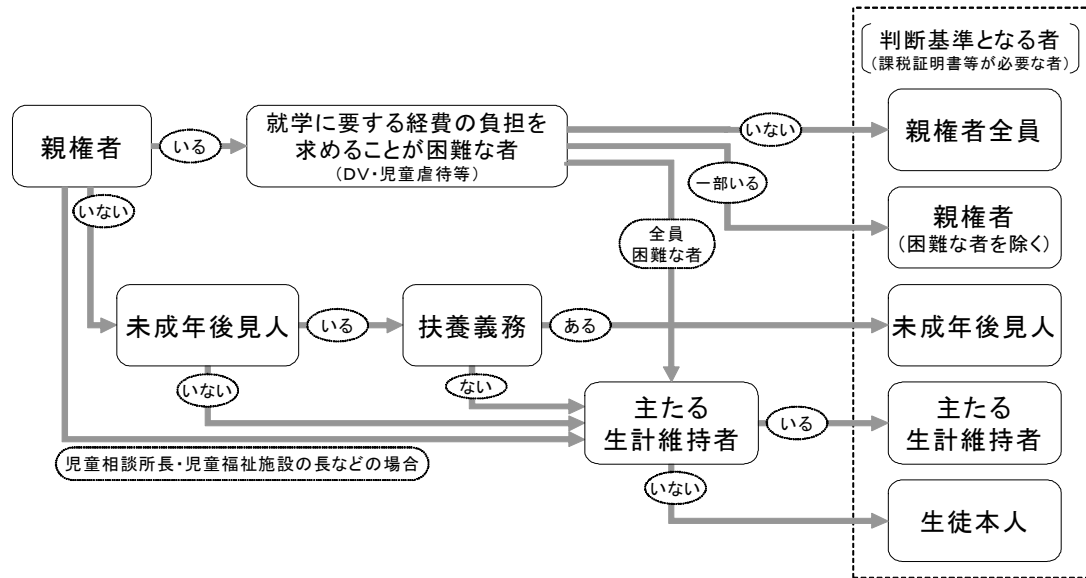 判断基準となる者
(課税証明書等が必要な者)
親権者
いる
就学に要する経費の負担を
求めることが困難な者
(DV・児童虐待等)
いない
親権者全員
一部いる
親権者
(困難な者を除く)
全員
困難な者
いない
未成年後見人
いる
扶養義務
ある
未成年後見人
いない
ない
主たる
生計維持者
いる
主たる
生計維持者
児童相談所長・児童福祉施設の長などの場合
いない
生徒本人